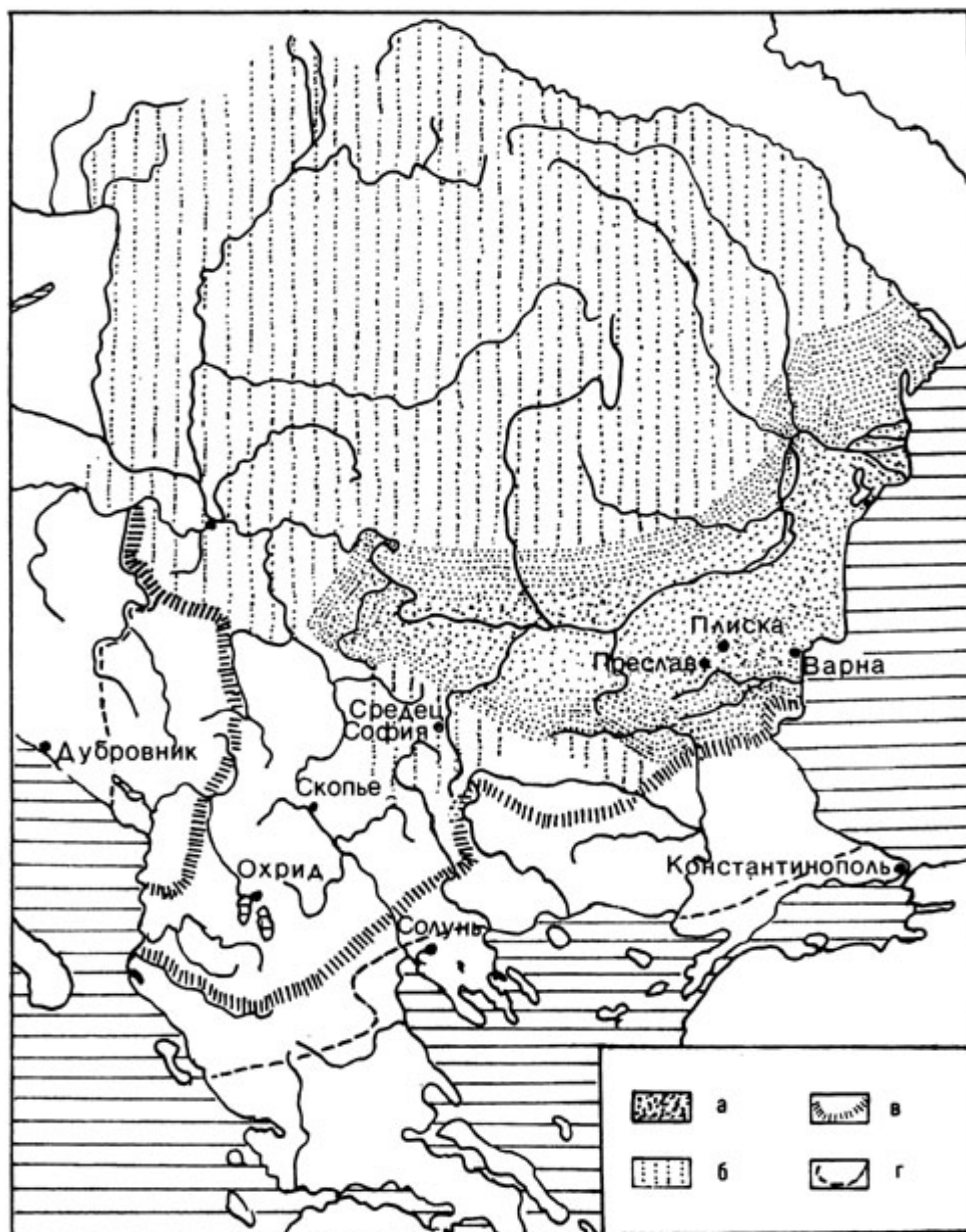 Плиска
Преслав
Варна
Средец
София
Дубровник
Скопье
Охрид
Константинополь
Солунь
а
в
б
г